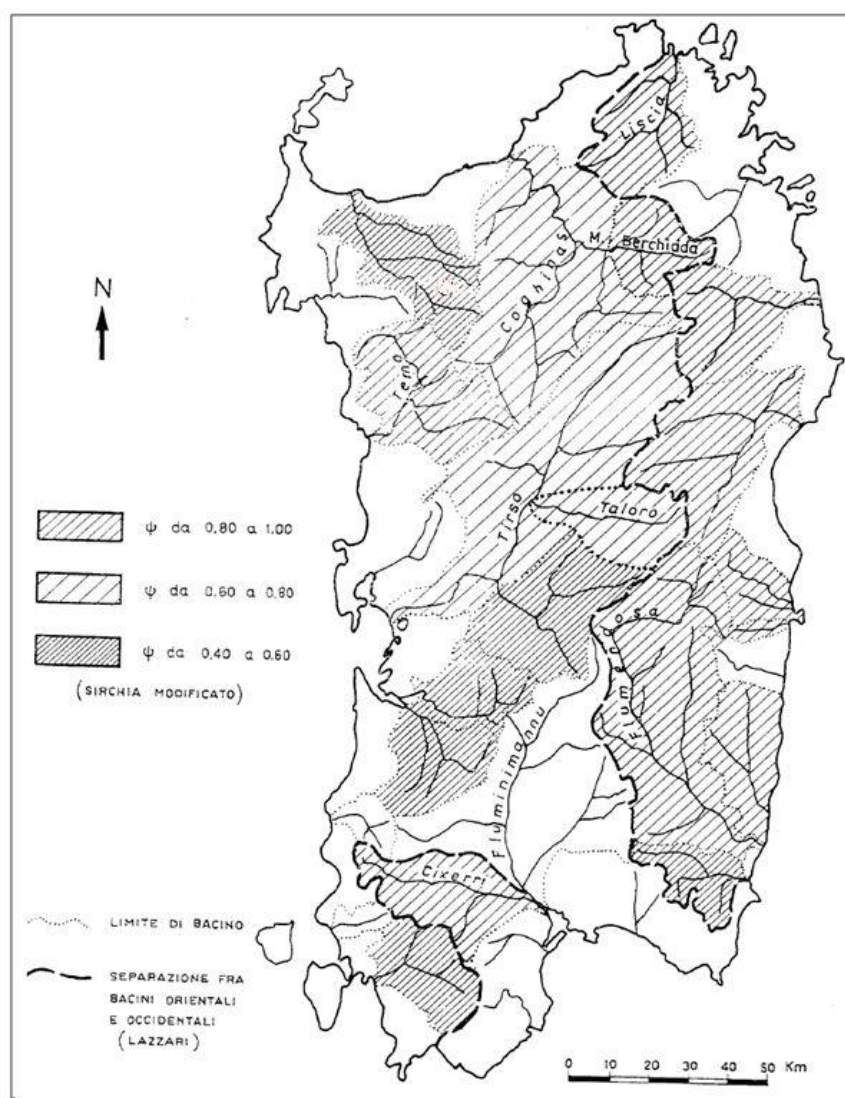 Liscia
M. Berchidda
Coghinas
N
Temo
Tirso
Taloro
Ψ da 0,80 a 1.00
Ψ da 0.60 a 0,80
Ψ da 0,40 a 0.60
(SIRCHIA MODIFICATO)
Flumendosa
Fluminimannu
Cixerri
LIMITE DI BACINO
SEPARAZIONE FRA
BACINI ORIENTALI
E OCCIDENTALI
(LAZZARI)
0 10 20 30 40 50 Km